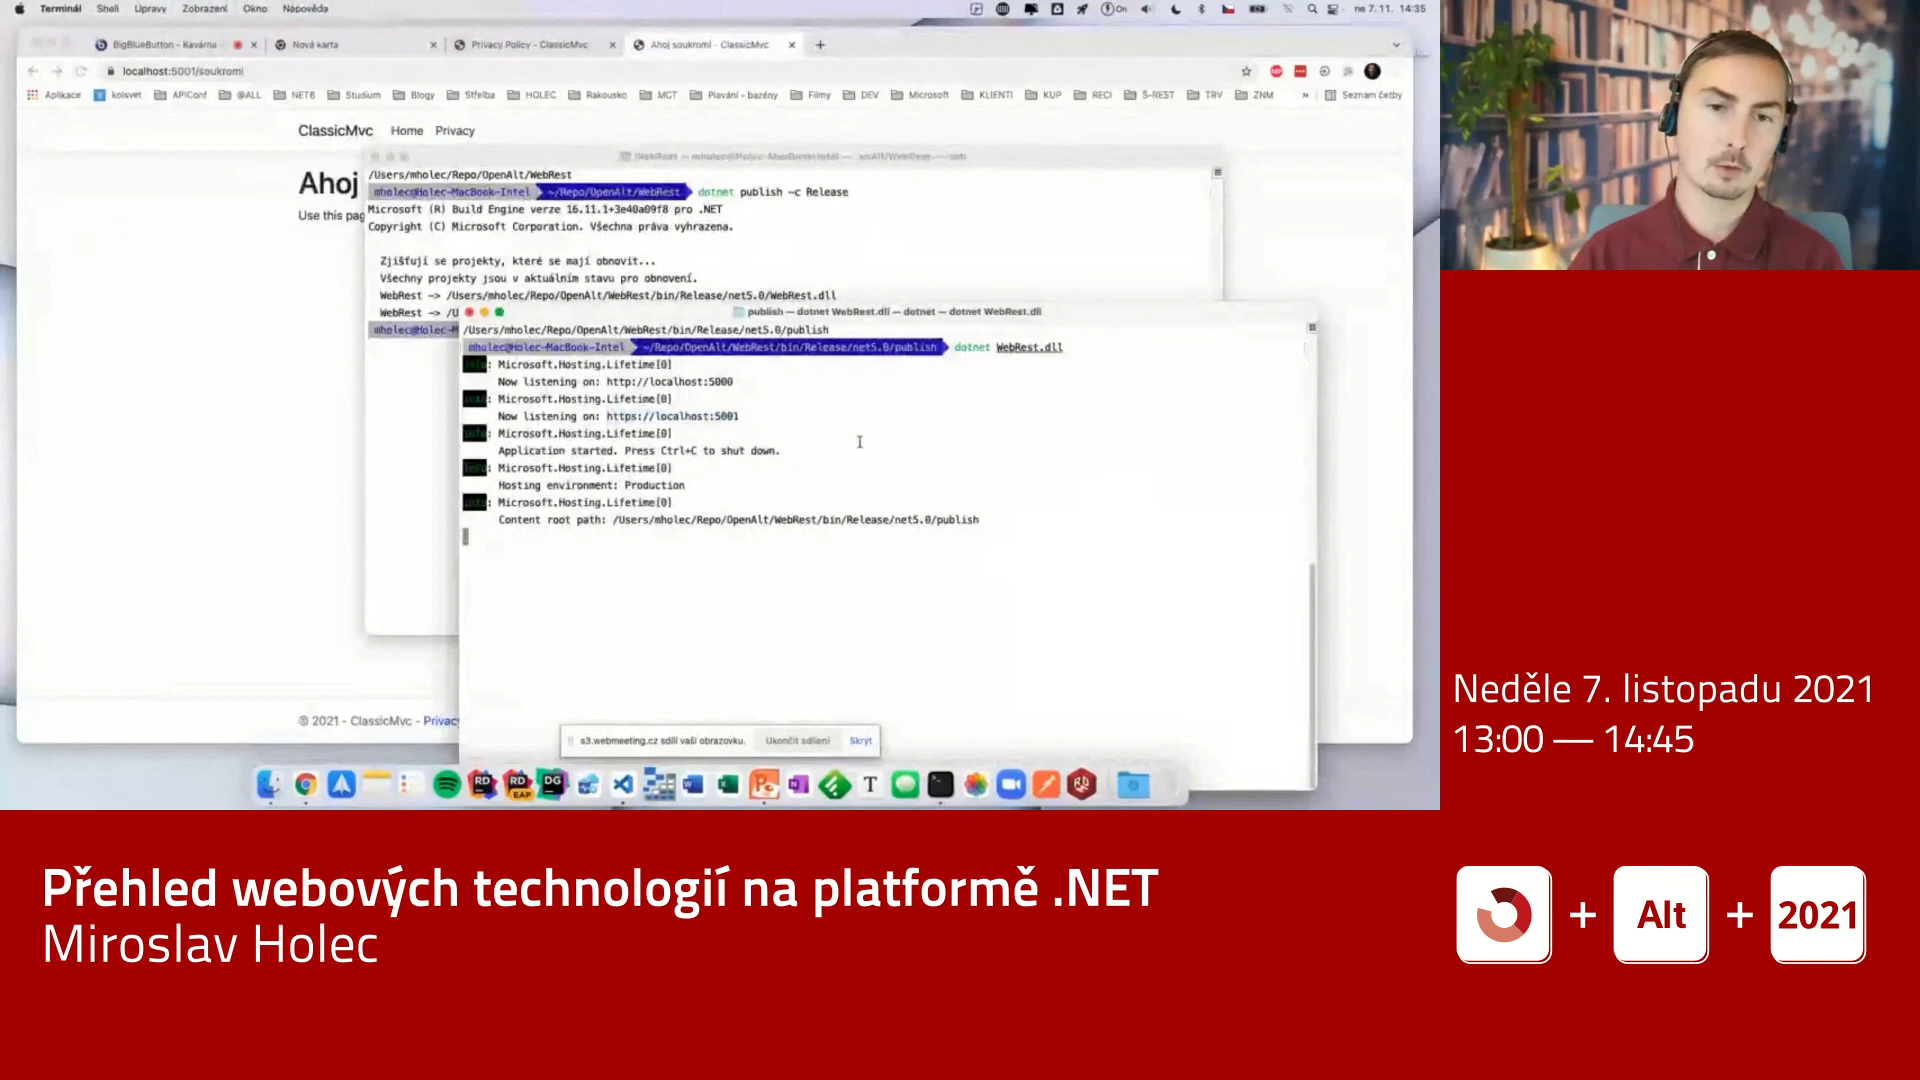 Terminál Shell Úpravy Zobrazení Okno Nápověda
On
ne 7. 11. 14:35
BigBlueButton - Kavárna
Nová karta
Privacy Policy - ClassicMvc
Ahoj soukromí - ClassicMvc
localhost:5001/soukromi
Aplikace kolsvet APIConf @ALL NET6 Studium Blogy Střelba HOLEC Rakousko MCT Plavání - bazény Filmy DEV Microsoft KLIENTI KUP RECI S-REST TRV ZNM » Seznam četby
ClassicMvc Home Privacy
Ahoj
Use this pag
/Users/mholec/Repo/OpenAlt/WebRest
mholec@Holec-MacBook-Intel ~/Repo/OpenAlt/WebRest dotnet publish -c Release
Microsoft (R) Build Engine verze 16.11.1+3e40a09f8 pro .NET
Copyright (C) Microsoft Corporation. Všechna práva vyhrazena.
Zjišťují se projekty, které se mají obnovit...
Všechny projekty jsou v aktuálním stavu pro obnovení.
WebRest -> /Users/mholec/Repo/OpenAlt/WebRest/bin/Release/net5.0/WebRest.dll
WebRest -> /U
mholec@Holec-M
publish — dotnet WebRest.dll — dotnet — dotnet WebRest.dll
/Users/mholec/Repo/OpenAlt/WebRest/bin/Release/net5.0/publish
mholec@Holec-MacBook-Intel ~/Repo/OpenAlt/WebRest/bin/Release/net5.0/publish dotnet WebRest.dll
: Microsoft.Hosting.Lifetime[0]
Now listening on: http://localhost:5000
: Microsoft.Hosting.Lifetime[0]
Now listening on: https://localhost:5001
: Microsoft.Hosting.Lifetime[0]
Application started. Press Ctrl+C to shut down.
: Microsoft.Hosting.Lifetime[0]
Hosting environment: Production
: Microsoft.Hosting.Lifetime[0]
Content root path: /Users/mholec/Repo/OpenAlt/WebRest/bin/Release/net5.0/publish
© 2021 - ClassicMvc - Privacy
s3.webmeeting.cz sdílí vaši obrazovku. Ukončit sdílení Skrýt
RD RD EAP DG T
Neděle 7. listopadu 2021
13:00 — 14:45
Přehled webových technologií na platformě .NET
Miroslav Holec
+ Alt + 2021